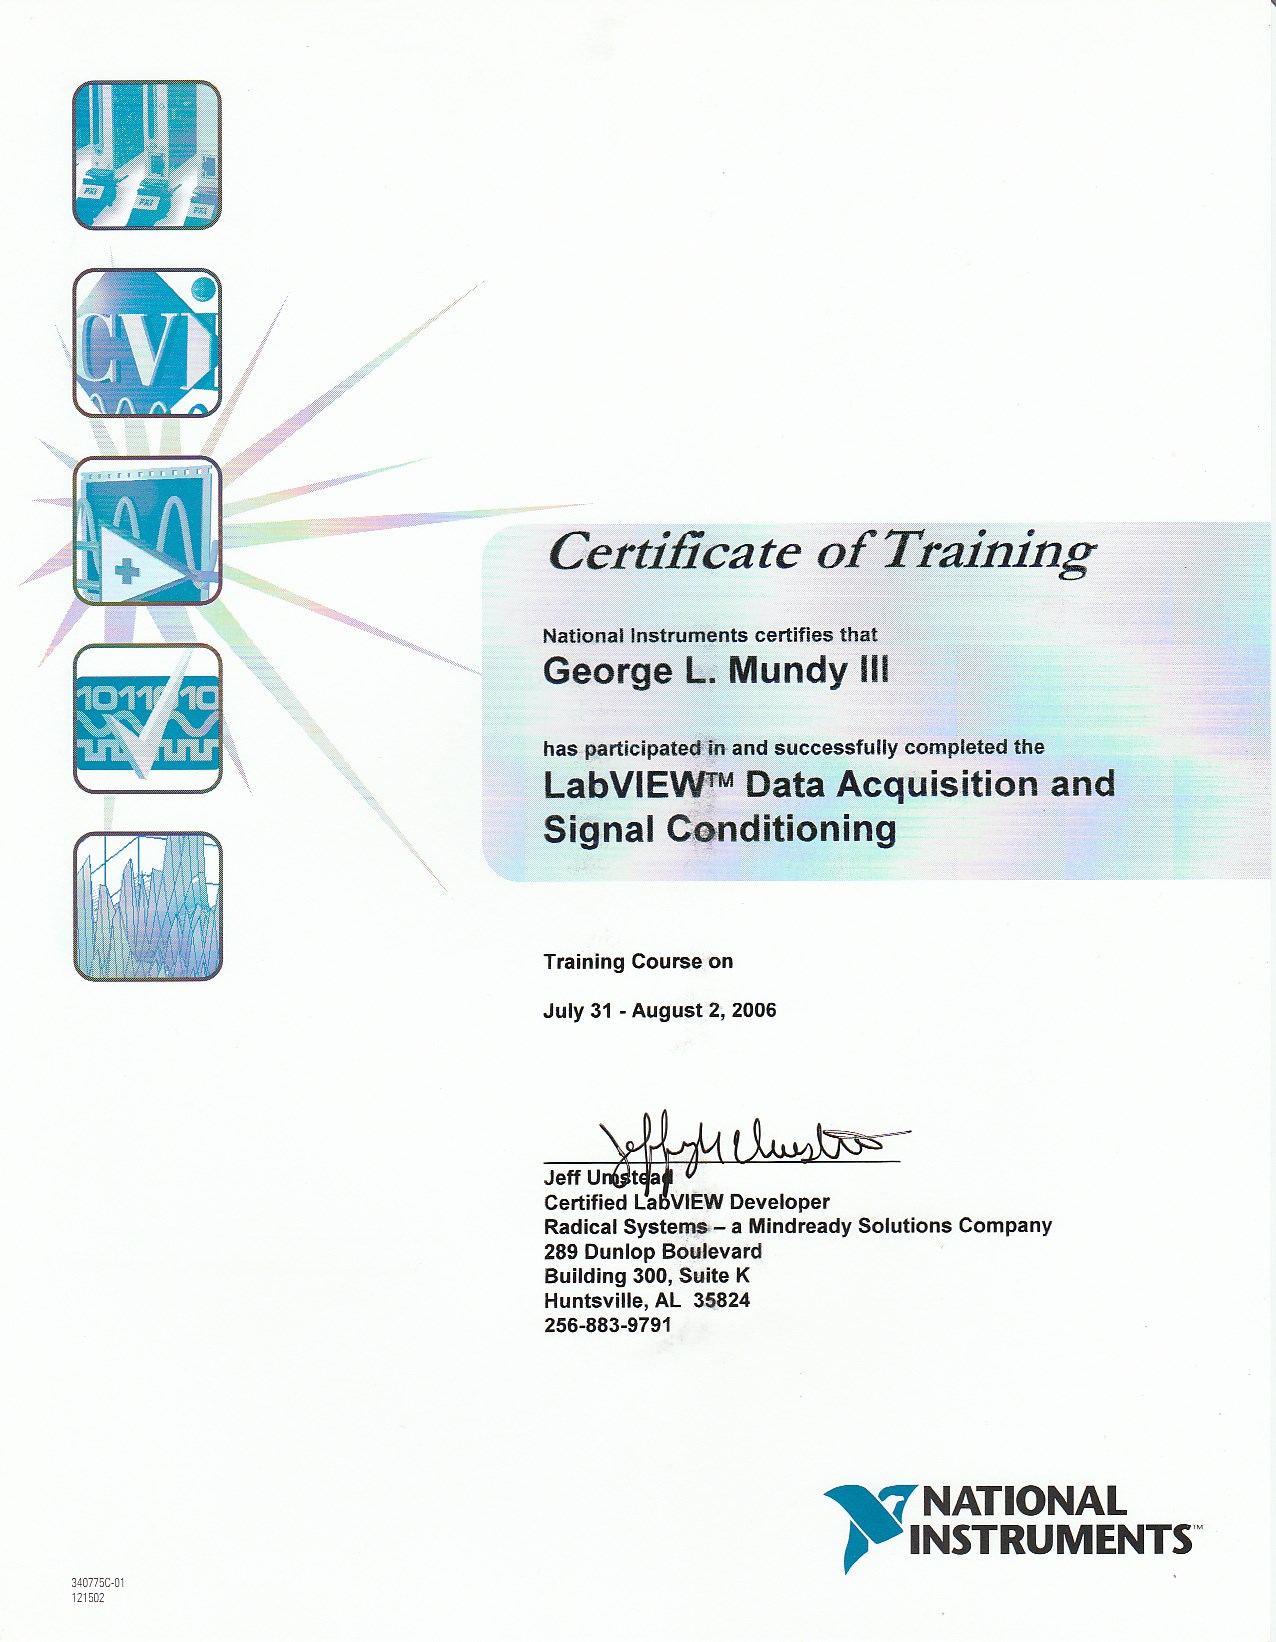 PXI
PXI
PXI
CVI
1011010
Certificate of Training
National Instruments certifies that
George L. Mundy III
has participated in and successfully completed the
LabVIEW™ Data Acquisition and
Signal Conditioning
Training Course on
July 31 - August 2, 2006
Jeff Umstead
Certified LabVIEW Developer
Radical Systems – a Mindready Solutions Company
289 Dunlop Boulevard
Building 300, Suite K
Huntsville, AL 35824
256-883-9791
NATIONAL
INSTRUMENTS™
340775C-01
121502